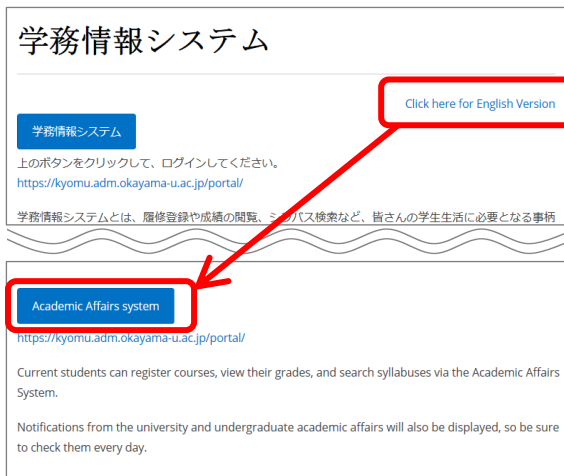 学務情報システム
Click here for English Version
学務情報システム
上のボタンをクリックして、ログインしてください。
https://kyomu.adm.okayama-u.ac.jp/portal/
学務情報システムとは、履修登録や成績の閲覧、シラバス検索など、皆さんの学生生活に必要となる事柄
Academic Affairs system
https://kyomu.adm.okayama-u.ac.jp/portal/
Current students can register courses, view their grades, and search syllabuses via the Academic Affairs
System.
Notifications from the university and undergraduate academic affairs will also be displayed, so be sure
to check them every day.